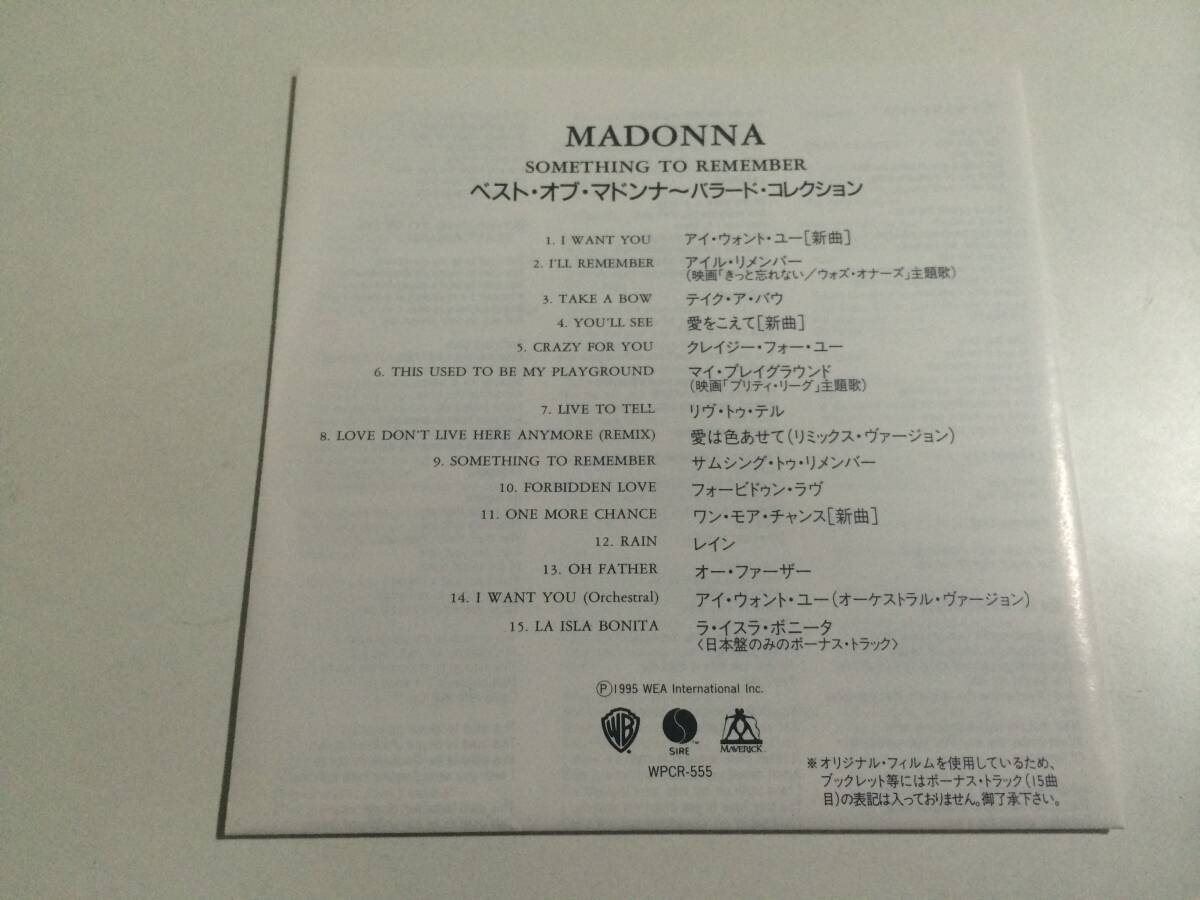 MADONNA
SOMETHING TO REMEMBER
ベスト・オブ・マドンナ〜バラード・コレクション
1. I WANT YOU アイ・ウォント・ユー[新曲]
2. I'LL REMEMBER アイル・リメンバー
(映画「きっと忘れない/ウォズ・オナーズ」主題歌)
3. TAKE A BOW テイク・ア・バウ
4. YOU'LL SEE 愛をこえて[新曲]
5. CRAZY FOR YOU クレイジー・フォー・ユー
6. THIS USED TO BE MY PLAYGROUND マイ・プレイグラウンド
(映画「プリティ・リーグ」主題歌)
7. LIVE TO TELL リヴ・トゥ・テル
8. LOVE DON'T LIVE HERE ANYMORE (REMIX) 愛は色あせて(リミックス・ヴァージョン)
9. SOMETHING TO REMEMBER サムシング・トゥ・リメンバー
10. FORBIDDEN LOVE フォービドゥン・ラヴ
11. ONE MORE CHANCE ワン・モア・チャンス[新曲]
12. RAIN レイン
13. OH FATHER オー・ファーザー
14. I WANT YOU (Orchestral) アイ・ウォント・ユー(オーケストラル・ヴァージョン)
15. LA ISLA BONITA ラ・イスラ・ボニータ
〈日本盤のみのボーナス・トラック〉
Ⓟ1995 WEA International Inc.
WB SIRE™ MAVERICK
WPCR-555
※オリジナル・フィルムを使用しているため、
ブックレット等にはボーナス・トラック(15曲
目)の表記は入っておりません。御了承下さい。